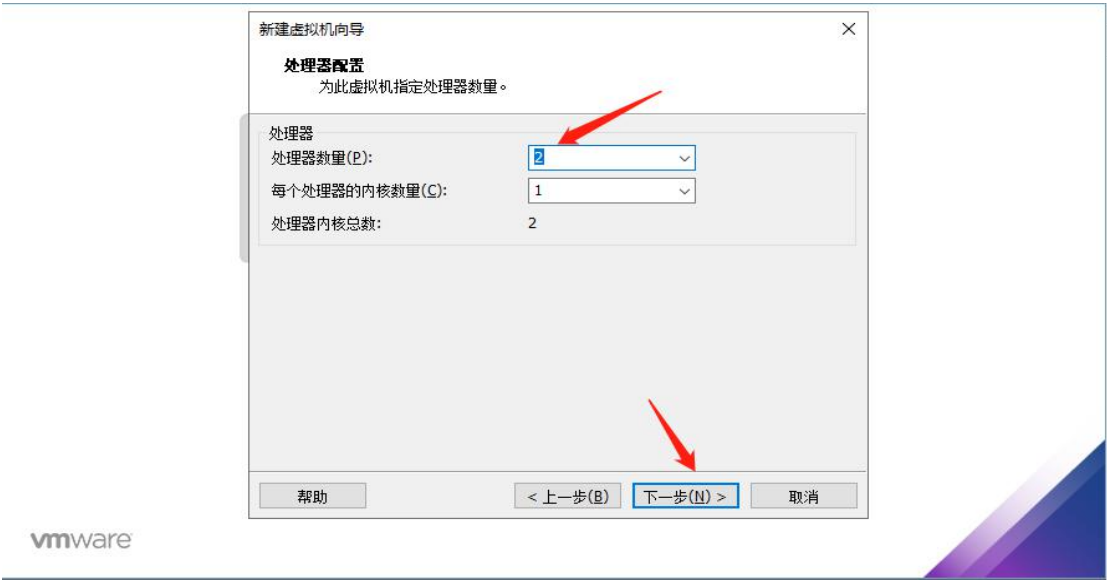 新建虚拟机向导
处理器配置
为此虚拟机指定处理器数量。
处理器
处理器数量(P): 2
每个处理器的内核数量(C): 1
处理器内核总数: 2
帮助 < 上一步(B) 下一步(N) > 取消
vmware